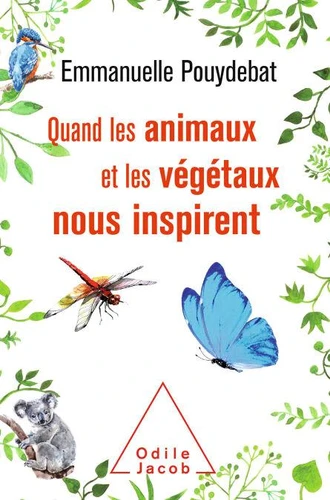 Emmanuelle Pouydebat
Quand les animaux
et les végétaux
nous inspirent
Odile
Jacob